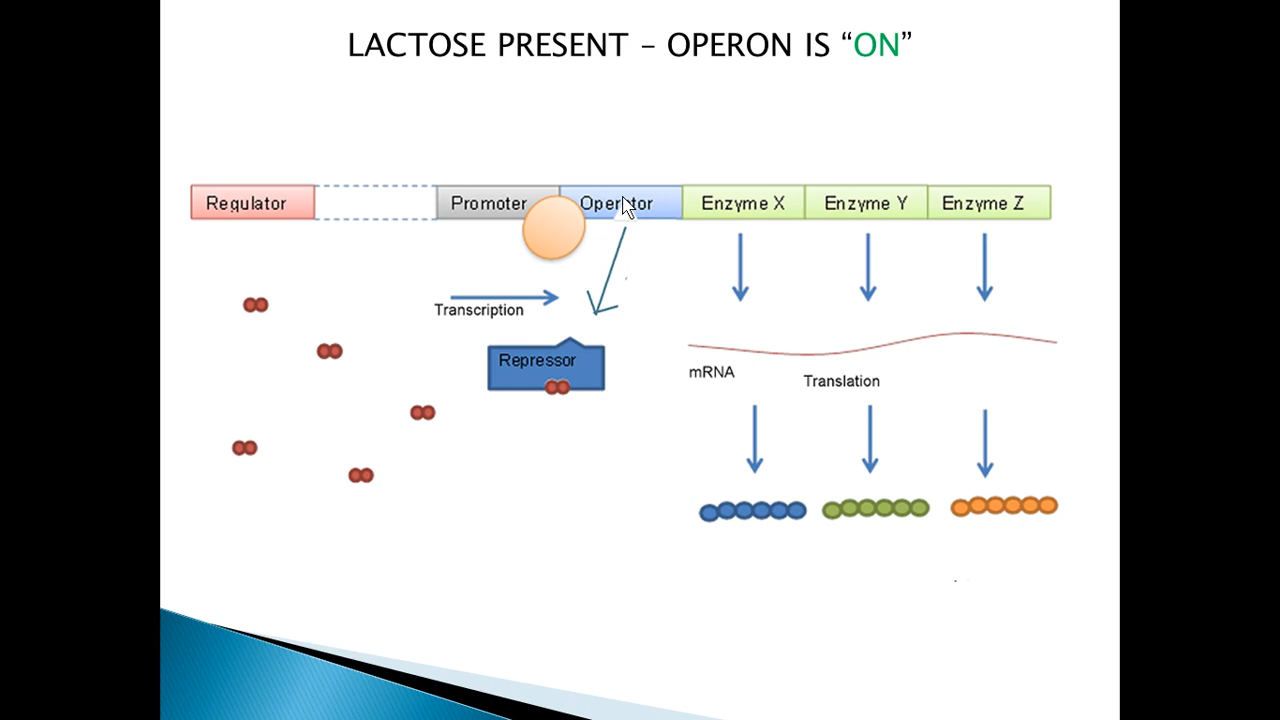 LACTOSE PRESENT – OPERON IS “ON”
Regulator
Promoter
Operator
Enzyme X
Enzyme Y
Enzyme Z
Transcription
Repressor
mRNA
Translation